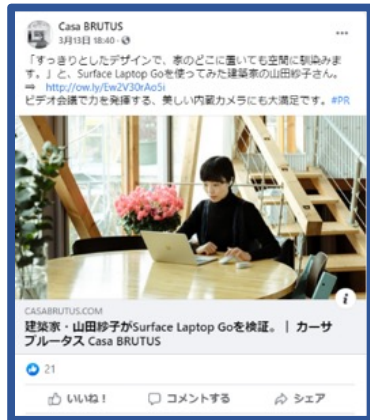 Casa BRUTUS
3月13日 18:40・
「すっきりとしたデザインで、家のどこに置いても空間に馴染みま
す。」と、Surface Laptop Goを使ってみた建築家の山田紗子さん。
⇒ http://ow.ly/Ew2V30rAo5i
ビデオ会議で力を発揮する、美しい内蔵カメラにも大満足です。#PR
CASABRUTUS.COM
建築家・山田紗子がSurface Laptop Goを検証。 | カーサ
ブルータス Casa BRUTUS
21
いいね！ コメントする シェア